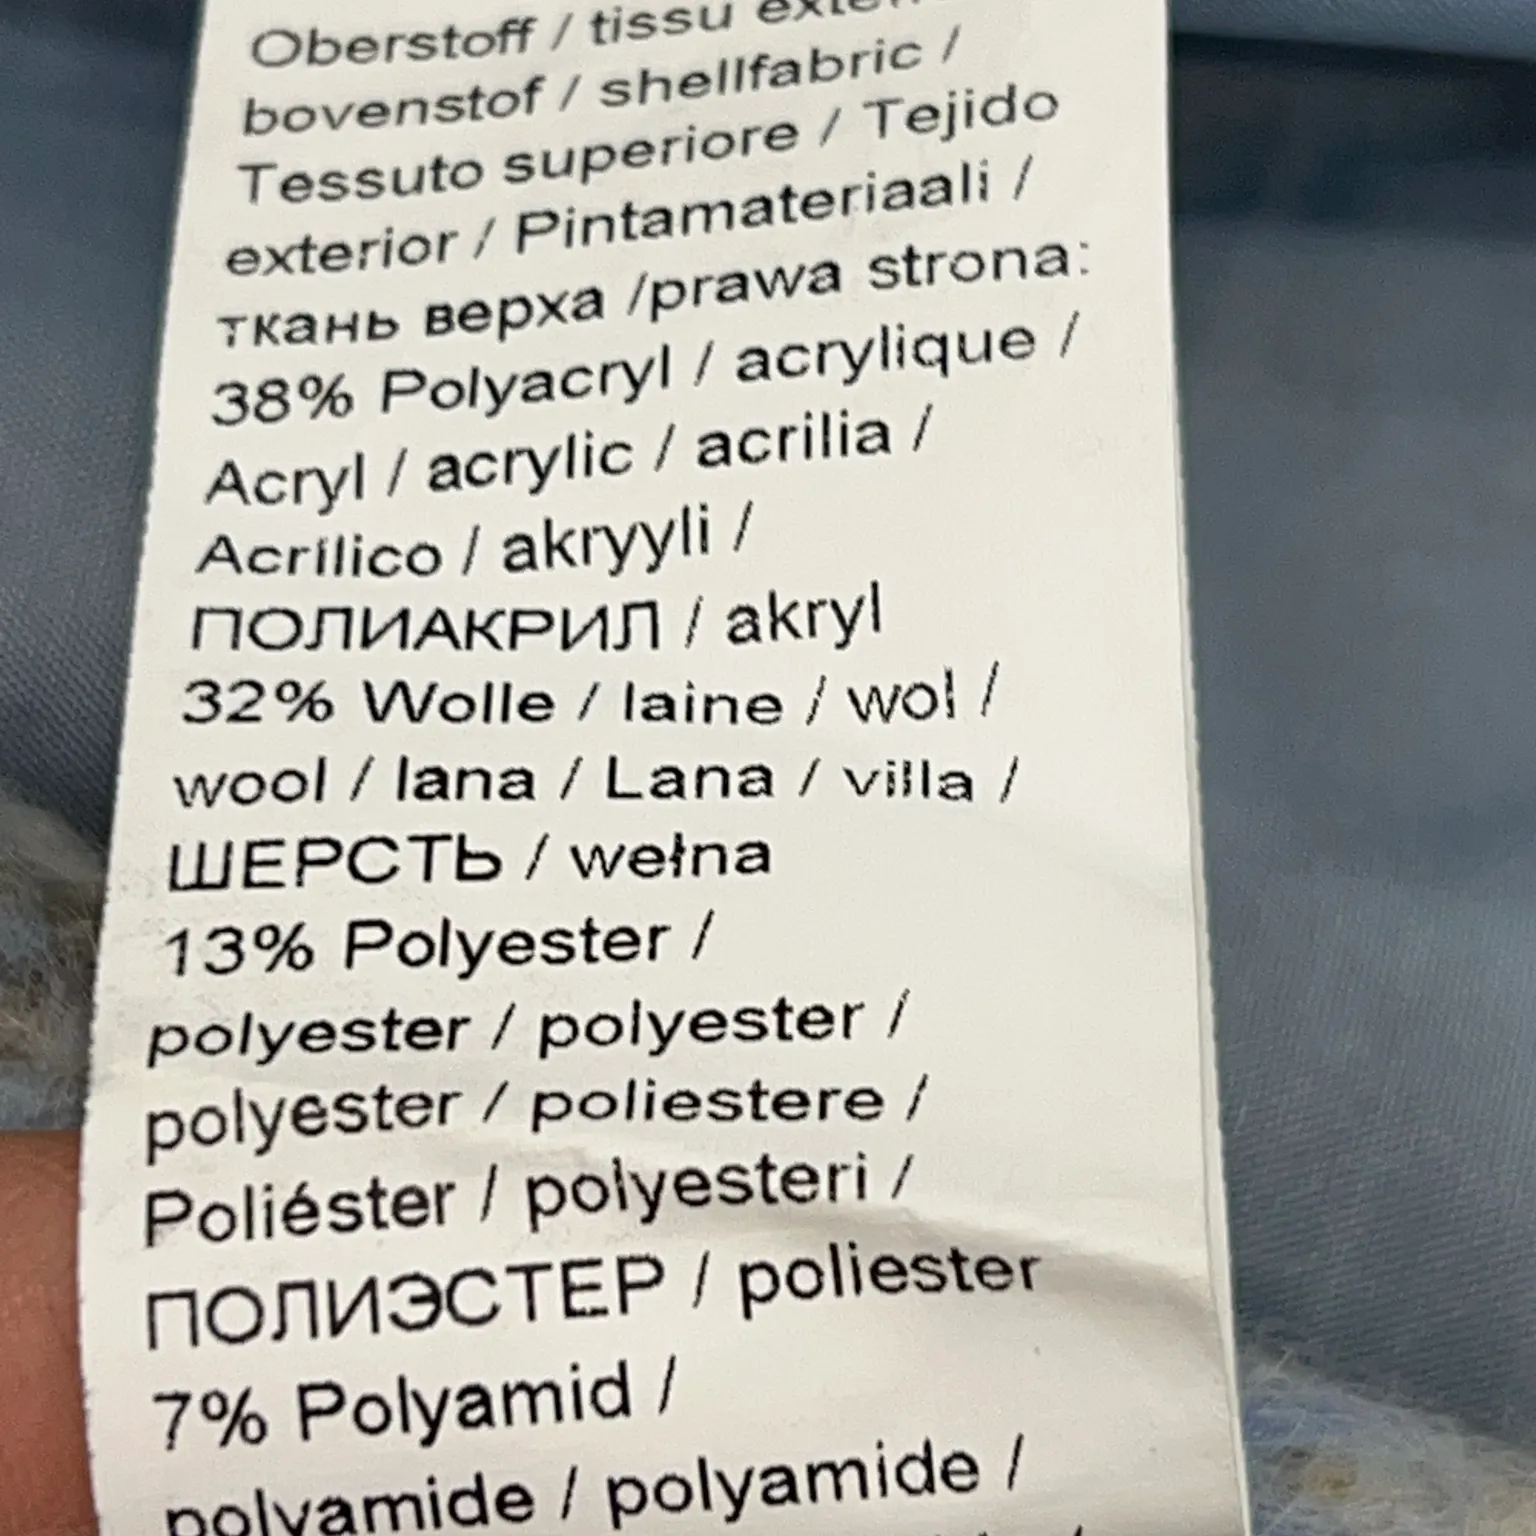 Oberstoff / tissu
bovenstof / shellfabric /
Tessuto superiore / Tejido
exterior / Pintamateriaali /
ткань верха /prawa strona:
38% Polyacryl / acrylique /
Acryl / acrylic / acrilia /
Acrílico / akryyli /
ПОЛИАКРИЛ / akryl
32% Wolle / laine / wol /
wool / lana / Lana / villa /
ШЕРСТЬ / wełna
13% Polyester /
polyester / polyester /
polyester / poliestere /
Poliéster / polyesteri /
ПОЛИЭСТЕР / poliester
7% Polyamid /
polyamide / polyamide /